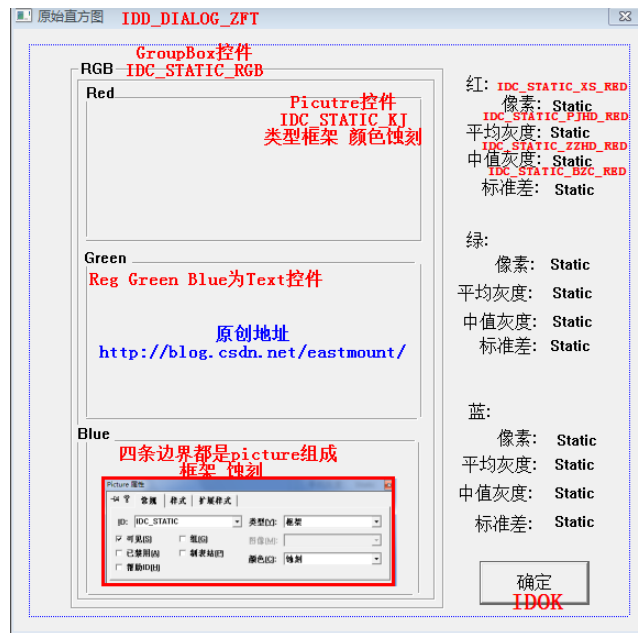 原始直方图 IDD_DIALOG_ZFT
GroupBox控件
RGB IDC_STATIC_RGB
Red
Picutre控件
IDC_STATIC_KJ
类型框架 颜色蚀刻
Green
Reg Green Blue为Text控件
原创地址
http://blog.csdn.net/eastmount/
Blue
四条边界都是picture组成
框架 蚀刻
Picture 属性
常规 样式 扩展样式
ID: IDC_STATIC 类型(Y): 框架
可见(S) 组(G) 图像(M):
已禁用(A) 制表站(P) 颜色(C): 蚀刻
帮助ID(H)
红: IDC_STATIC_XS_RED
像素: Static
IDC_STATIC_PJHD_RED
平均灰度: Static
IDC_STATIC_ZZHD_RED
中值灰度: Static
IDC_STATIC_BZC_RED
标准差: Static
绿:
像素: Static
平均灰度: Static
中值灰度: Static
标准差: Static
蓝:
像素: Static
平均灰度: Static
中值灰度: Static
标准差: Static
确定
IDOK